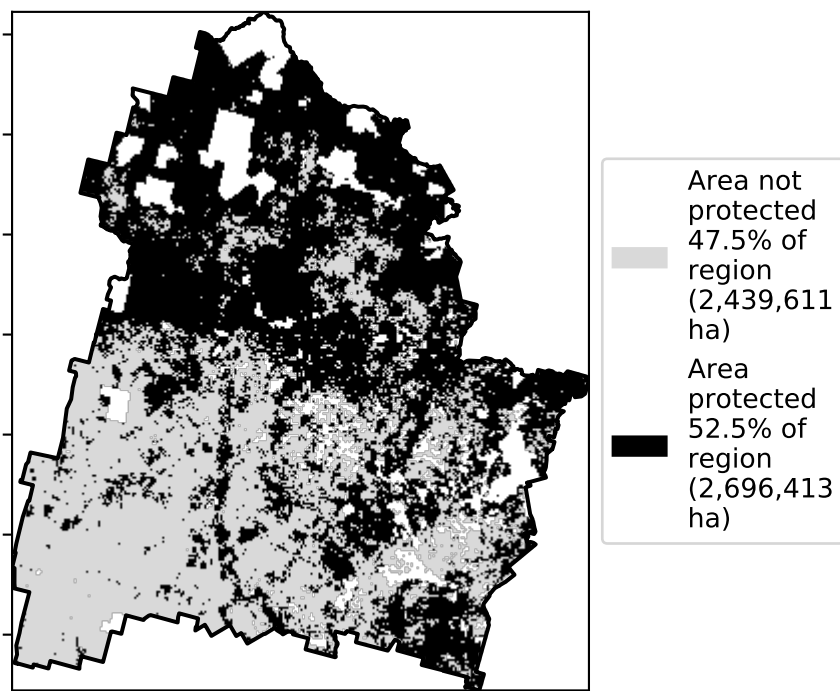 Area not
protected
47.5% of
region
(2,439,611
ha)
Area
protected
52.5% of
region
(2,696,413
ha)